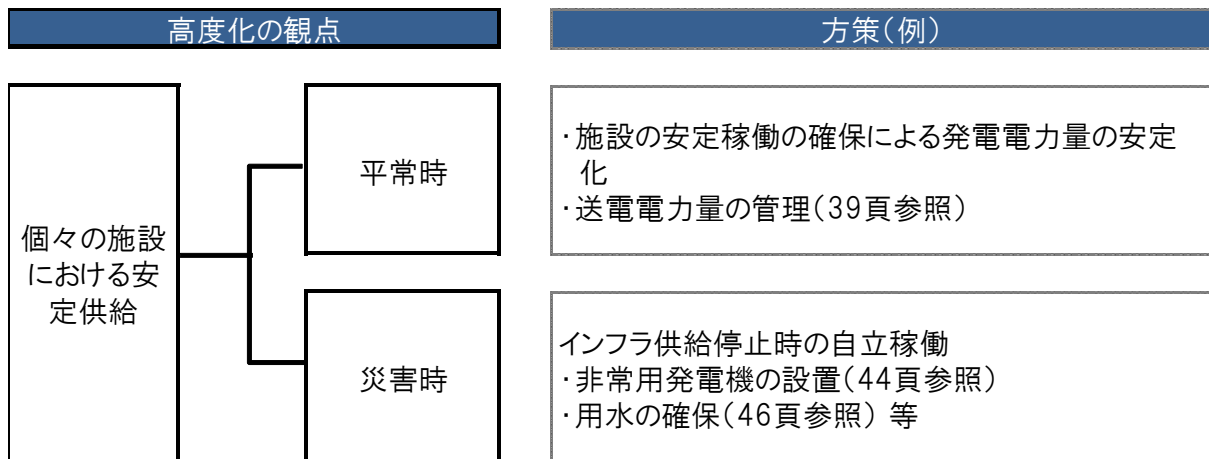 高度化の観点
方策（例）
個々の施設
における安
定供給
平常時
・施設の安定稼働の確保による発電電力量の安定
化
・送電電力量の管理（39頁参照）
災害時
インフラ供給停止時の自立稼働
・非常用発電機の設置（44頁参照）
・用水の確保（46頁参照） 等